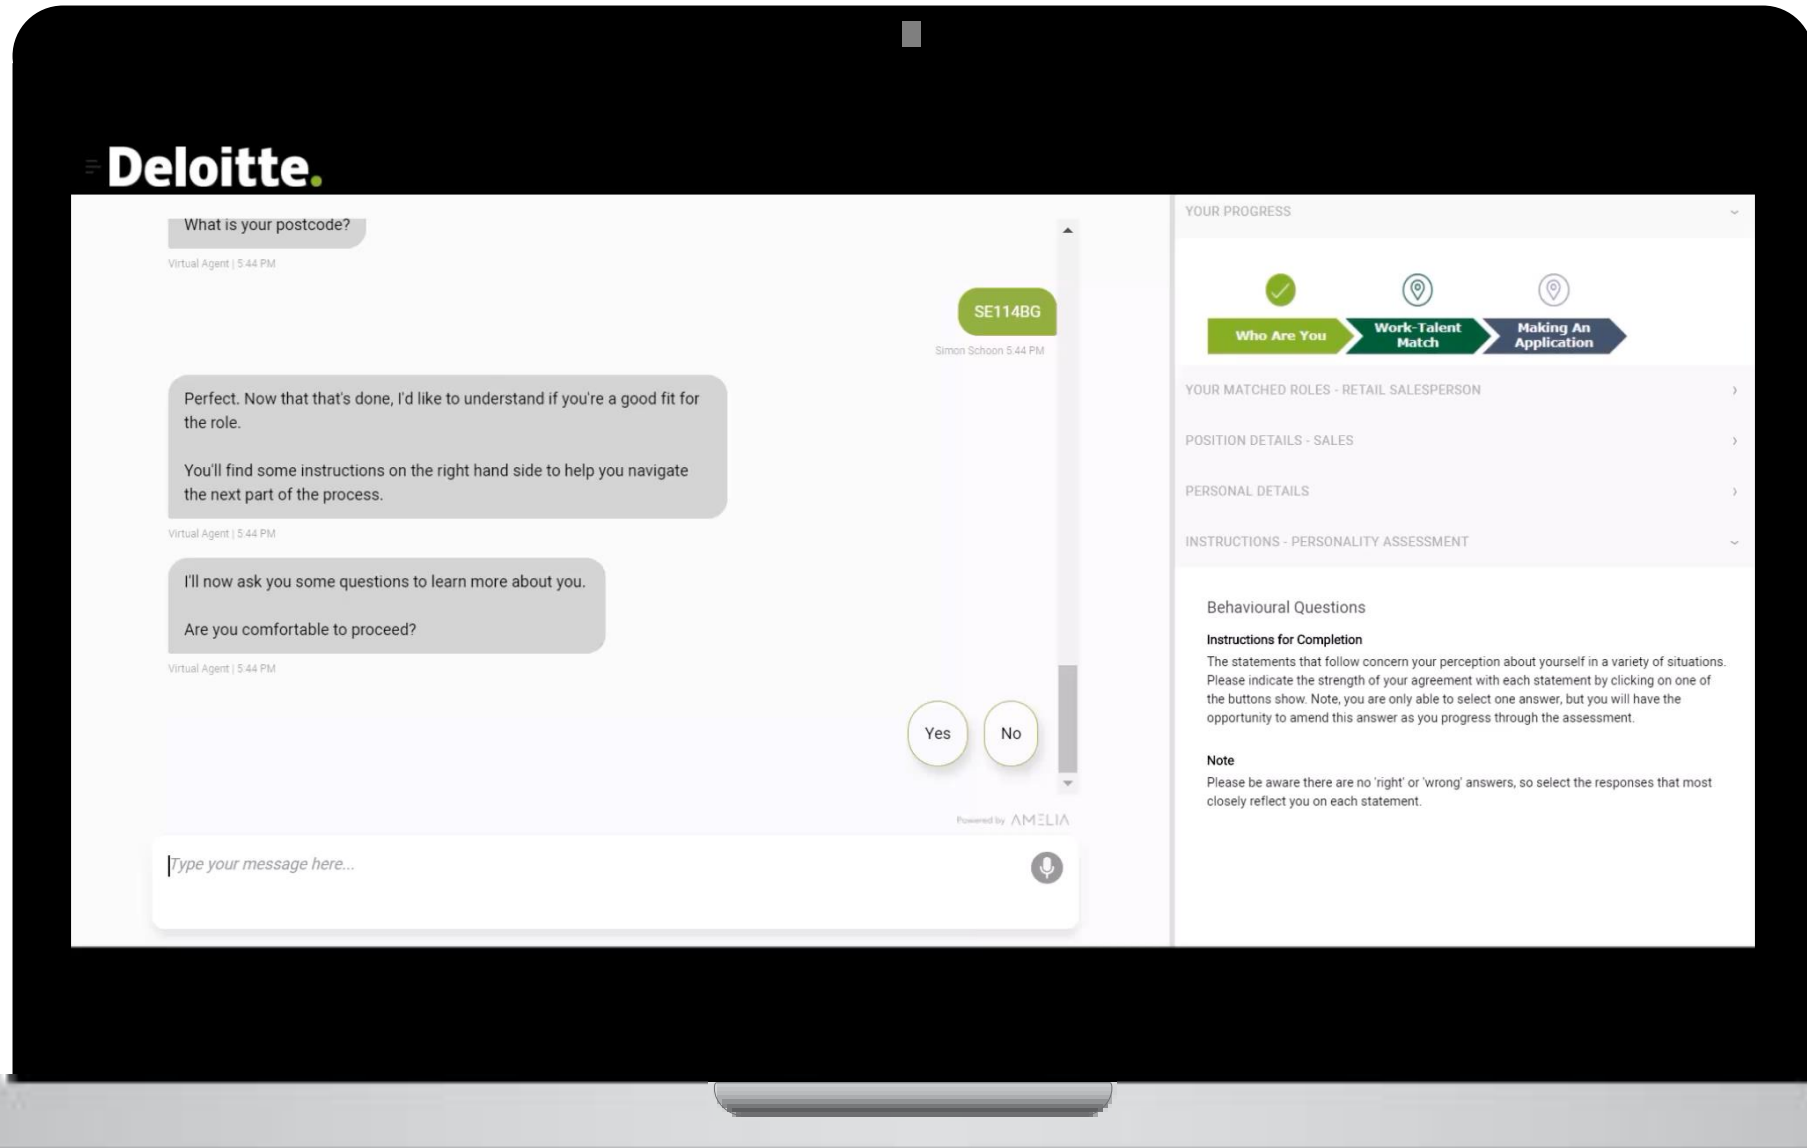 Deloitte.
What is your postcode?
Virtual Agent | 5:44 PM
SE114BG
Simon Schoon 5:44 PM
Perfect. Now that that's done, I'd like to understand if you're a good fit for
the role.
You'll find some instructions on the right hand side to help you navigate
the next part of the process.
Virtual Agent | 5:44 PM
I'll now ask you some questions to learn more about you.
Are you comfortable to proceed?
Virtual Agent | 5:44 PM
Yes
No
Powered by AMELIA
Type your message here...
YOUR PROGRESS
Who Are You
Work-Talent
Match
Making An
Application
YOUR MATCHED ROLES - RETAIL SALESPERSON
POSITION DETAILS - SALES
PERSONAL DETAILS
INSTRUCTIONS - PERSONALITY ASSESSMENT
Behavioural Questions
Instructions for Completion
The statements that follow concern your perception about yourself in a variety of situations.
Please indicate the strength of your agreement with each statement by clicking on one of
the buttons show. Note, you are only able to select one answer, but you will have the
opportunity to amend this answer as you progress through the assessment.
Note
Please be aware there are no 'right' or 'wrong' answers, so select the responses that most
closely reflect you on each statement.